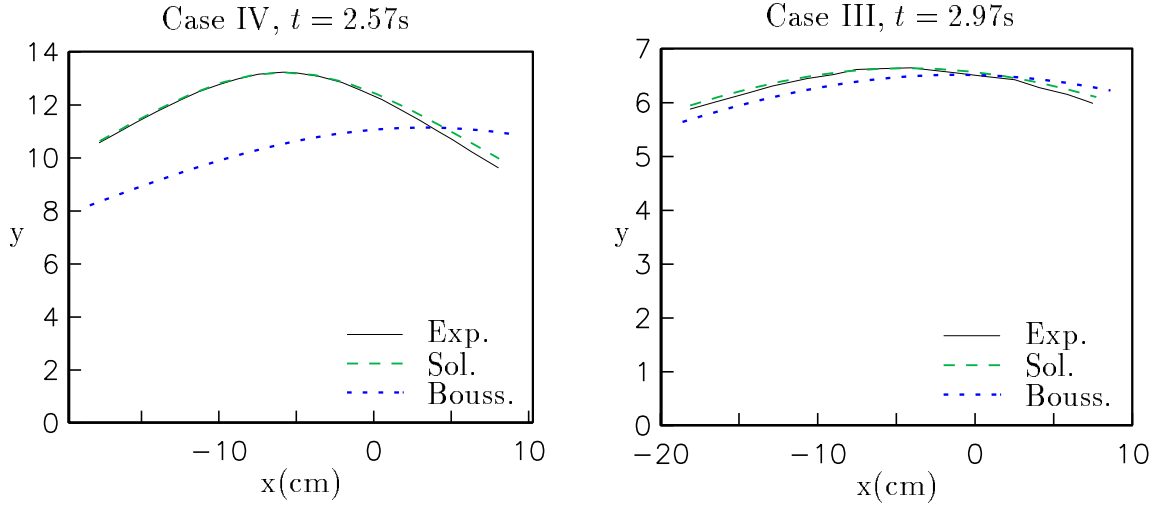 Case IV, t = 2.57s
14
12
10
8
6
4
2
0
y
Exp.
Sol.
Bouss.
−10 0 10
x(cm)
Case III, t = 2.97s
7
6
5
4
3
2
1
0
y
Exp.
Sol.
Bouss.
−20 −10 0 10
x(cm)